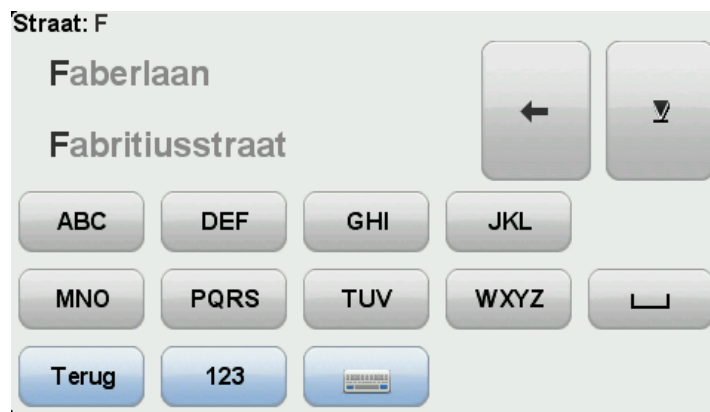 Straat: F
Faberlaan
Fabritiusstraat
ABC DEF GHI JKL
MNO PQRS TUV WXYZ
Terug 123